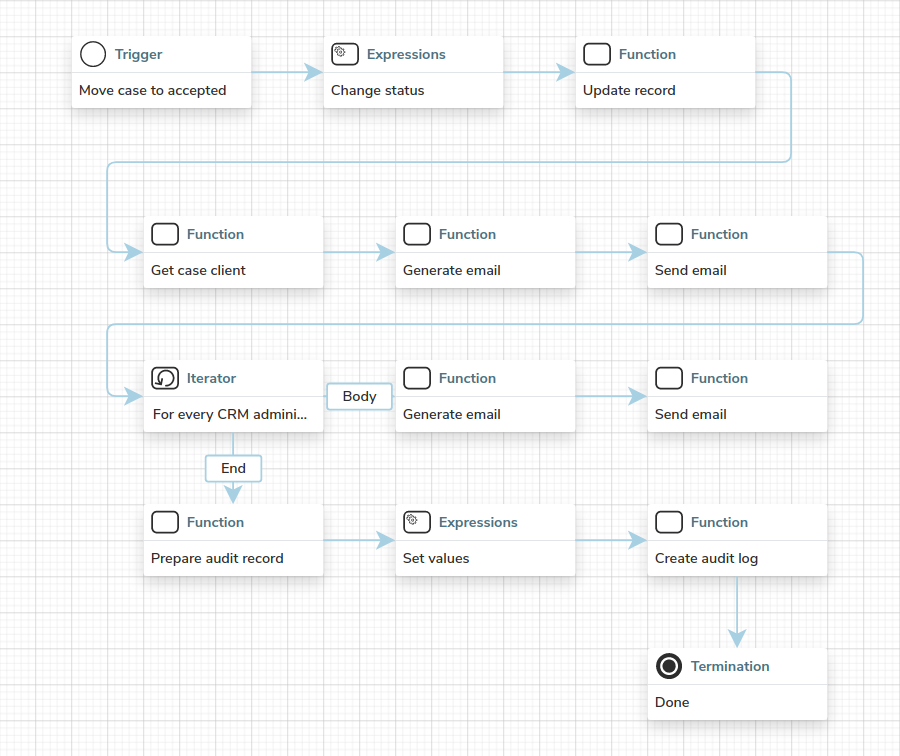 Trigger
Move case to accepted
Expressions
Change status
Function
Update record
Function
Get case client
Function
Generate email
Function
Send email
Iterator
For every CRM admini...
Body
Function
Generate email
Function
Send email
End
Function
Prepare audit record
Expressions
Set values
Function
Create audit log
Termination
Done